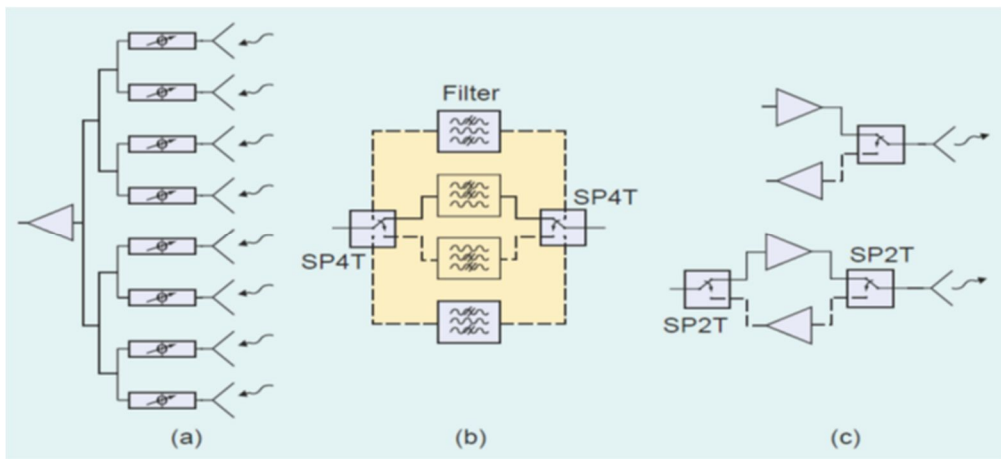 Filter
SP4T
SP4T
SP2T
SP2T
(a)
(b)
(c)